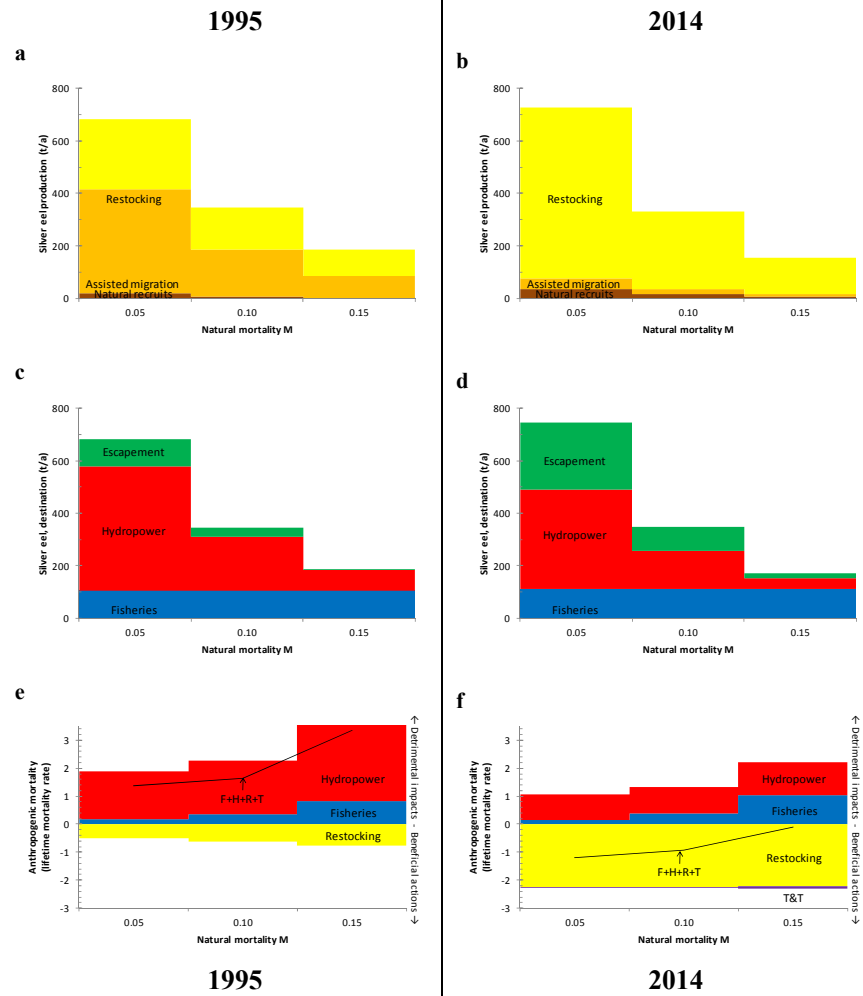 1995
2014
a
b
800
600
400
200
0
Silver eel production (t/a)
Restocking
Assisted migration
Natural recruits
0.05
0.10
0.15
Natural mortality M
800
600
400
200
0
Silver eel production (t/a)
Restocking
Assisted migration
Natural recruits
0.05
0.10
0.15
Natural mortality M
c
d
800
600
400
200
0
Silver eel, destination (t/a)
Escapement
Hydropower
Fisheries
0.05
0.10
0.15
Natural mortality M
800
600
400
200
0
Silver eel, destination (t/a)
Escapement
Hydropower
Fisheries
0.05
0.10
0.15
Natural mortality M
e
f
3
2
1
0
-1
-2
-3
Anthropogenic mortality
(lifetime mortality rate)
Hydropower
F+H+R+T
Fisheries
Restocking
0.05
0.10
0.15
Natural mortality M
← Detrimental impacts - Beneficial actions →
3
2
1
0
-1
-2
-3
Anthropogenic mortality
(lifetime mortality rate)
Hydropower
Fisheries
Restocking
F+H+R+T
T&T
0.05
0.10
0.15
Natural mortality M
← Detrimental impacts - Beneficial actions →
1995
2014